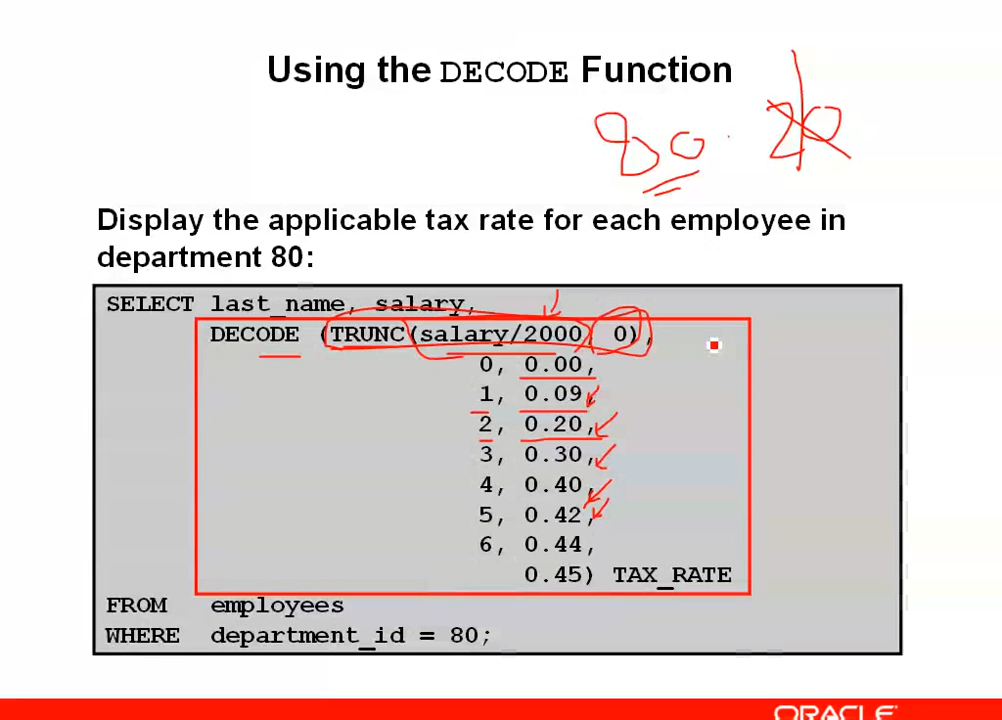 Using the DECODE Function
80 . 20
Display the applicable tax rate for each employee in
department 80:
SELECT last_name, salary,
DECODE (TRUNC(salary/2000, 0),
0, 0.00,
1, 0.09,
2, 0.20,
3, 0.30,
4, 0.40,
5, 0.42,
6, 0.44,
0.45) TAX_RATE
FROM employees
WHERE department_id = 80;
ORACLE